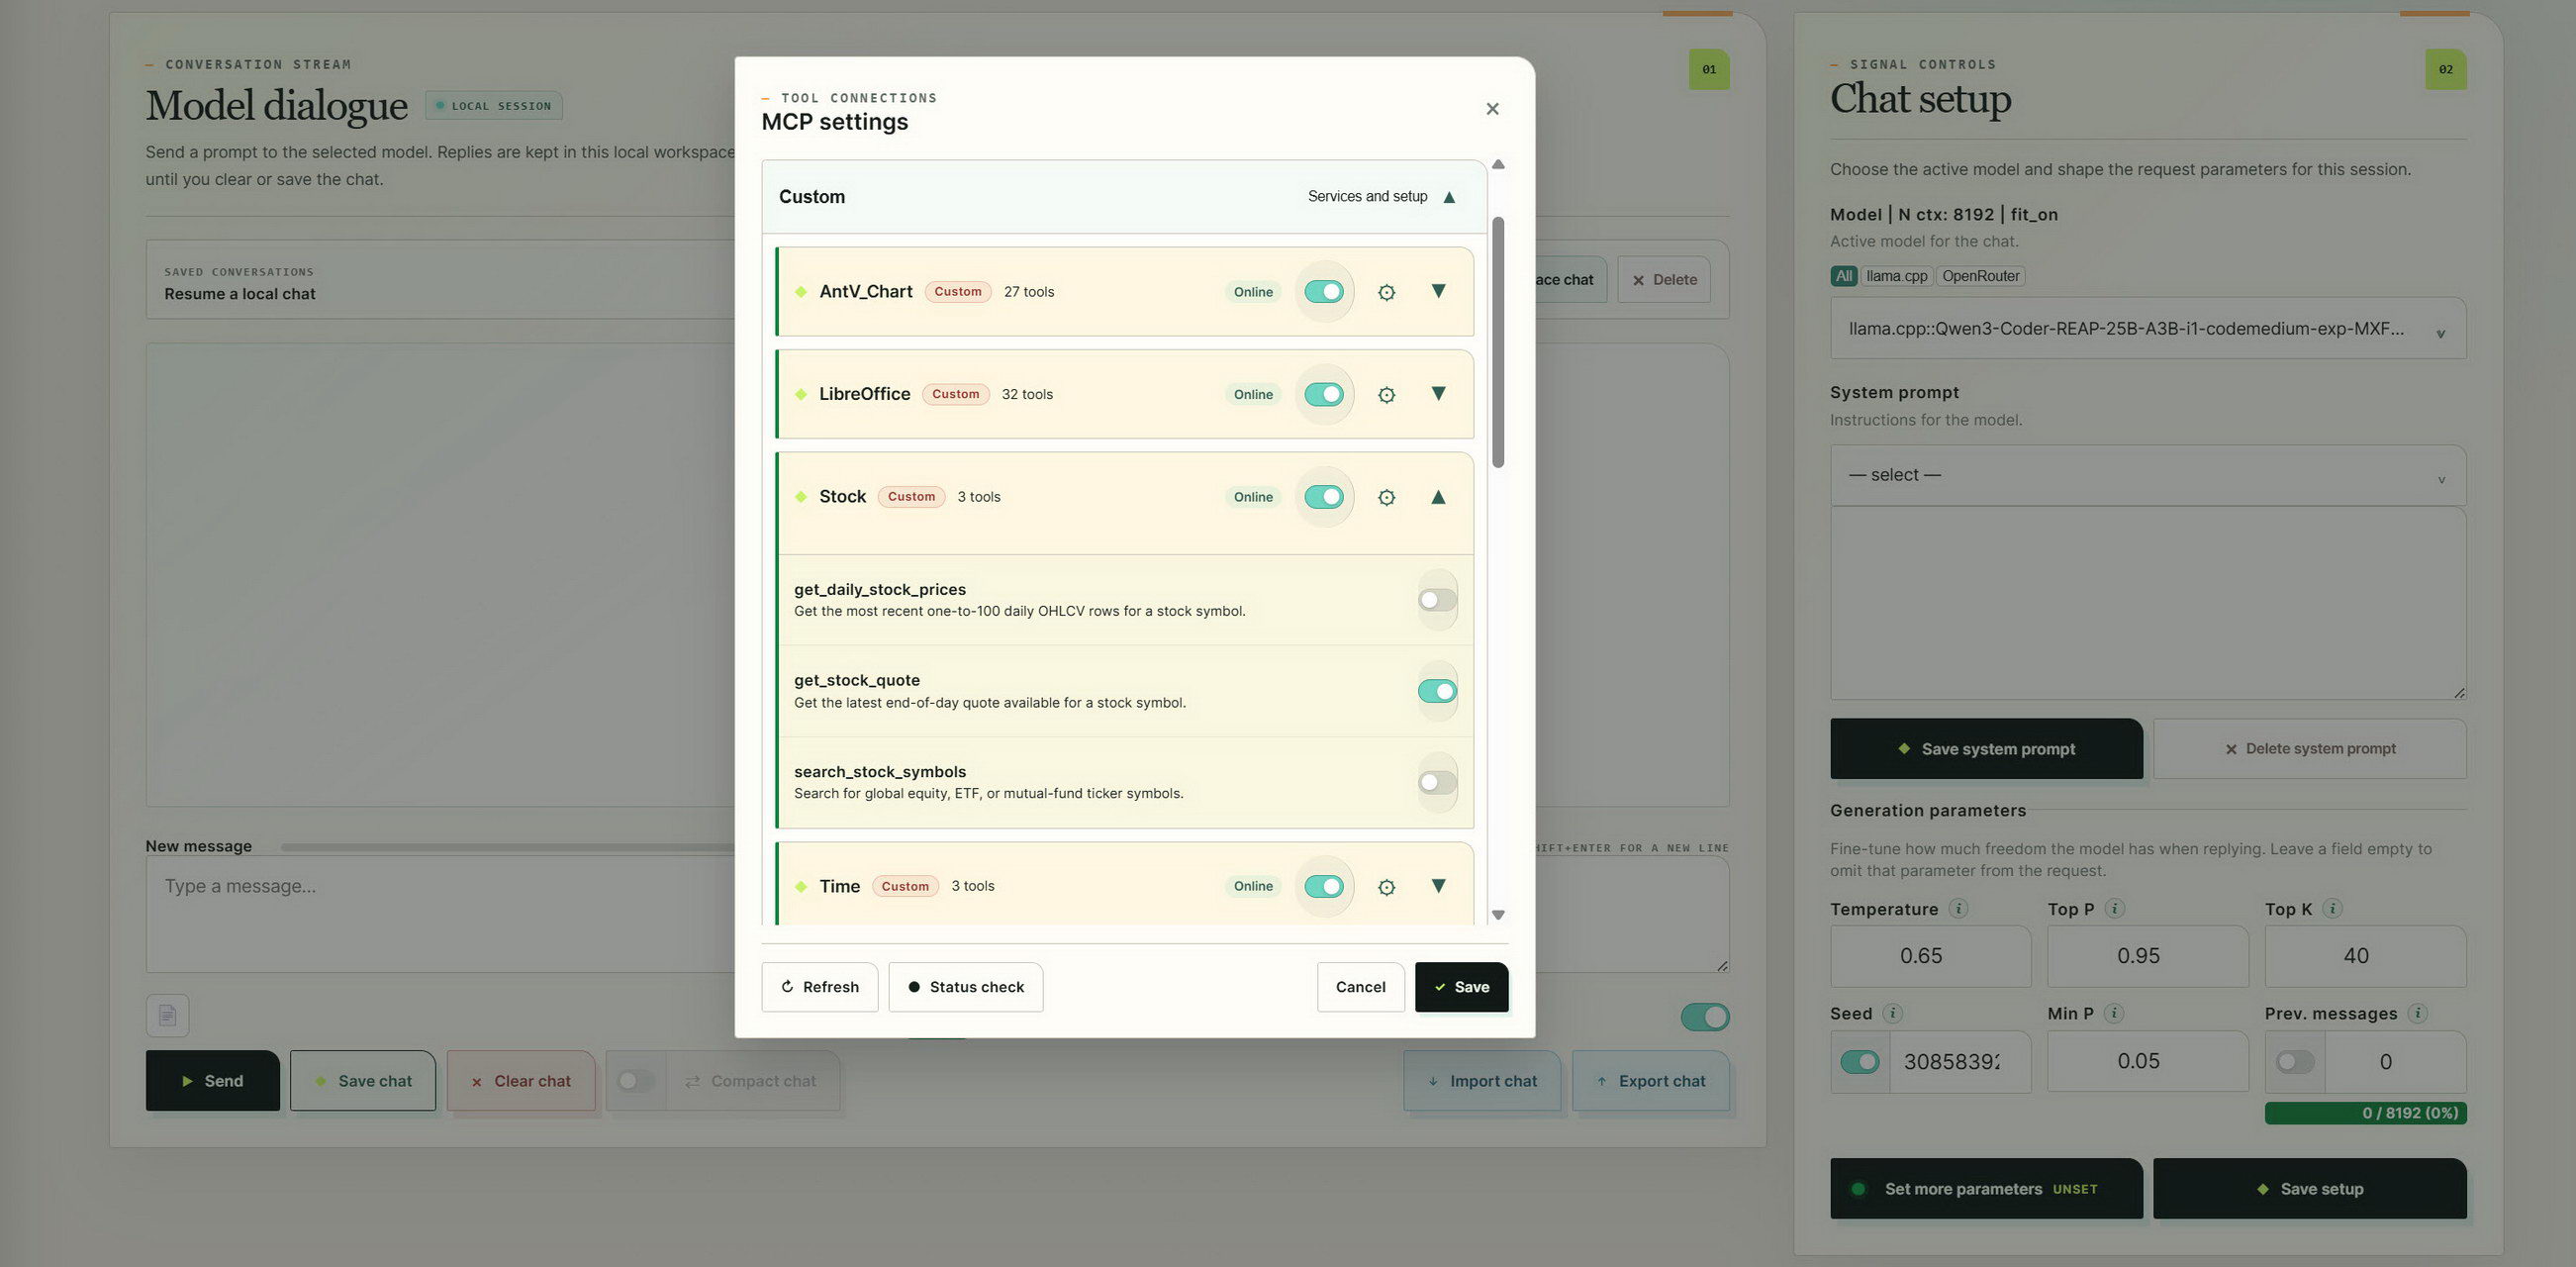 CONVERSATION STREAM
Model dialogue
LOCAL SESSION
Send a prompt to the selected model. Replies are kept in this local workspace
until you clear or save the chat.
01
SAVED CONVERSATIONS
Resume a local chat
chat
Delete
New message
FOR A NEW LINE
Type a message...
Send
Save chat
Clear chat
Compact chat
Import chat
Export chat
TOOL CONNECTIONS
MCP settings
Custom
Services and setup
AntV_Chart
Custom
27 tools
Online
LibreOffice
Custom
32 tools
Online
Stock
Custom
3 tools
Online
get_daily_stock_prices
Get the most recent one-to-100 daily OHLCV rows for a stock symbol.
get_stock_quote
Get the latest end-of-day quote available for a stock symbol.
search_stock_symbols
Search for global equity, ETF, or mutual-fund ticker symbols.
Time
Custom
3 tools
Online
Refresh
Status check
Cancel
Save
SIGNAL CONTROLS
Chat setup
02
Choose the active model and shape the request parameters for this session.
Model | N ctx: 8192 | fit_on
Active model for the chat.
All
llama.cpp
OpenRouter
llama.cpp::Qwen3-Coder-REAP-25B-A3B-i1-codemedium-exp-MXF...
System prompt
Instructions for the model.
— select —
Save system prompt
Delete system prompt
Generation parameters
Fine-tune how much freedom the model has when replying. Leave a field empty to
omit that parameter from the request.
Temperature
Top P
Top K
0.65
0.95
40
Seed
Min P
Prev. messages
0.05
0
0 / 8192 (0%)
Set more parameters UNSET
Save setup